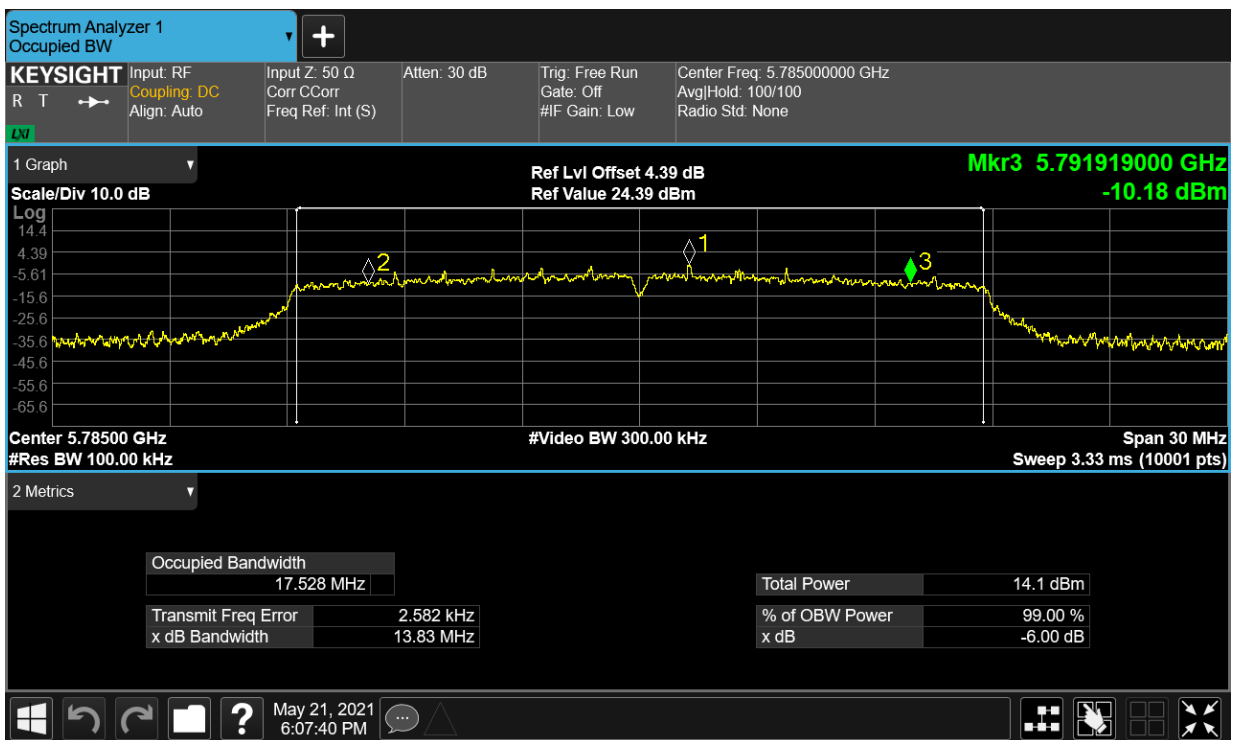 Spectrum Analyzer 1
Occupied BW
+
KEYSIGHT
R T
LXI
Input: RF
Coupling: DC
Align: Auto
Input Z: 50 Ω
Corr CCorr
Freq Ref: Int (S)
Atten: 30 dB
Trig: Free Run
Gate: Off
#IF Gain: Low
Center Freq: 5.785000000 GHz
Avg|Hold: 100/100
Radio Std: None
1 Graph
Scale/Div 10.0 dB
Ref Lvl Offset 4.39 dB
Ref Value 24.39 dBm
Mkr3 5.791919000 GHz
-10.18 dBm
Log
14.4
4.39
-5.61
-15.6
-25.6
-35.6
-45.6
-55.6
-65.6
2
1
3
Center 5.78500 GHz
#Res BW 100.00 kHz
#Video BW 300.00 kHz
Span 30 MHz
Sweep 3.33 ms (10001 pts)
2 Metrics
Occupied Bandwidth
17.528 MHz
Transmit Freq Error 2.582 kHz
x dB Bandwidth 13.83 MHz
Total Power 14.1 dBm
% of OBW Power 99.00 %
x dB -6.00 dB
?
May 21, 2021
6:07:40 PM